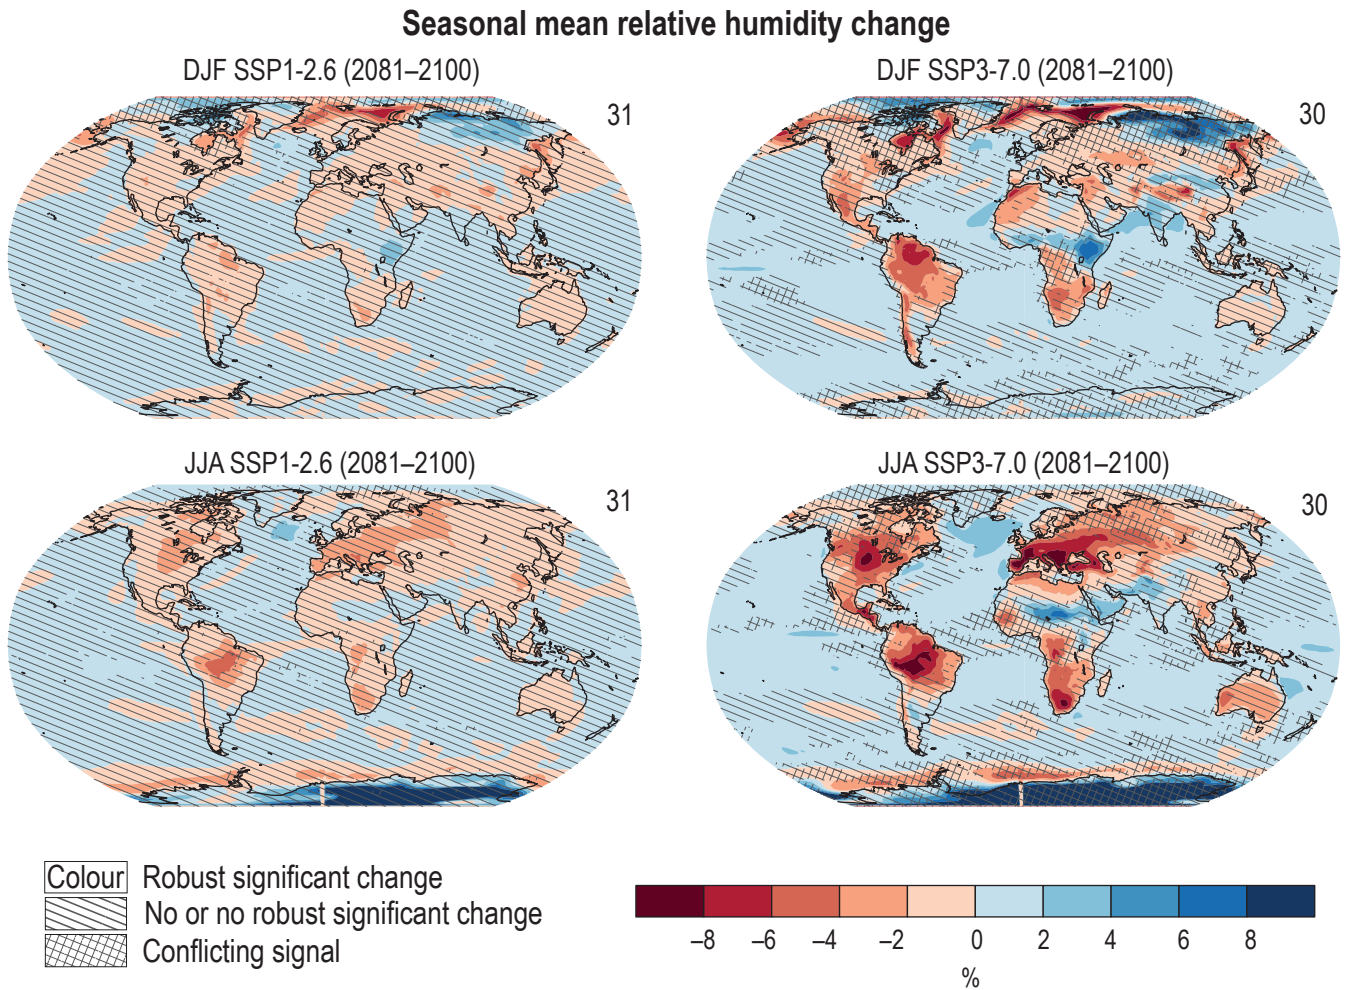 Seasonal mean relative humidity change
DJF SSP1-2.6 (2081–2100)
31
DJF SSP3-7.0 (2081–2100)
30
JJA SSP1-2.6 (2081–2100)
31
JJA SSP3-7.0 (2081–2100)
30
Colour Robust significant change
No or no robust significant change
Conflicting signal
–8 –6 –4 –2 0 2 4 6 8
%